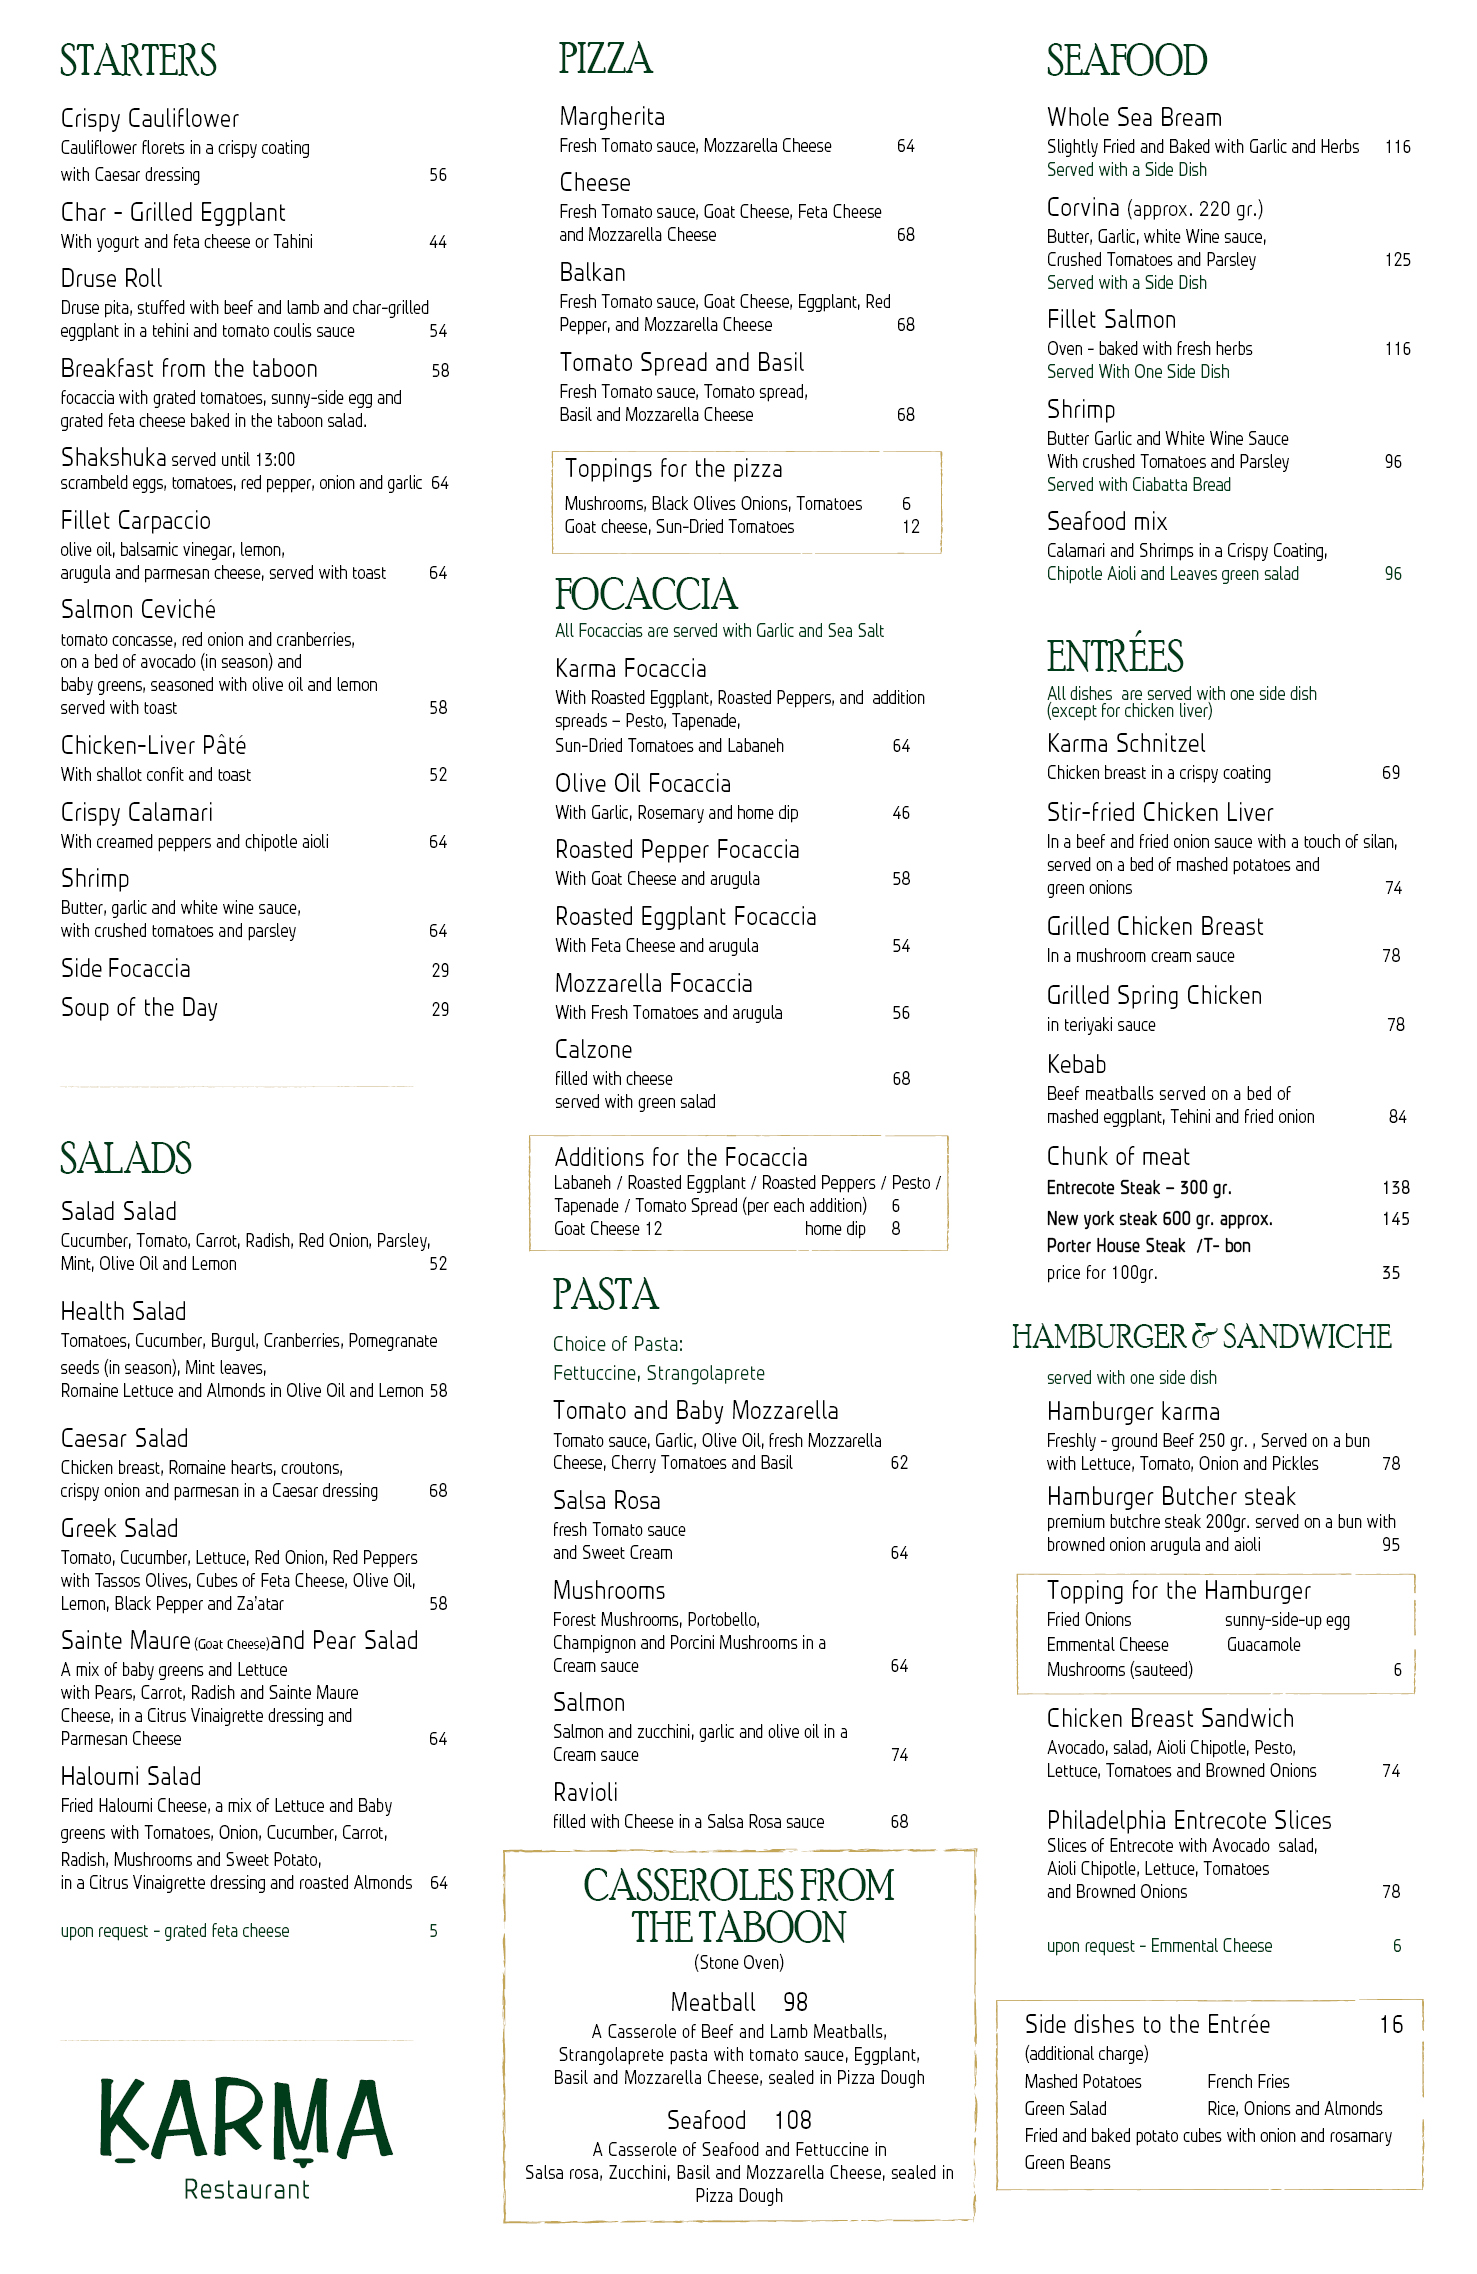 STARTERS
Crispy Cauliflower
Cauliflower florets in a crispy coating
with Caesar dressing 56
Char - Grilled Eggplant
With yogurt and feta cheese or Tahini 44
Druse Roll
Druse pita, stuffed with beef and lamb and char-grilled
eggplant in a tehini and tomato coulis sauce 54
Breakfast from the taboon 58
focaccia with grated tomatoes, sunny-side egg and
grated feta cheese baked in the taboon salad.
Shakshuka served until 13:00
scrambeld eggs, tomatoes, red pepper, onion and garlic 64
Fillet Carpaccio
olive oil, balsamic vinegar, lemon,
arugula and parmesan cheese, served with toast 64
Salmon Ceviché
tomato concasse, red onion and cranberries,
on a bed of avocado (in season) and
baby greens, seasoned with olive oil and lemon
served with toast 58
Chicken-Liver Pâté
With shallot confit and toast 52
Crispy Calamari
With creamed peppers and chipotle aioli 64
Shrimp
Butter, garlic and white wine sauce,
with crushed tomatoes and parsley 64
Side Focaccia 29
Soup of the Day 29
SALADS
Salad Salad
Cucumber, Tomato, Carrot, Radish, Red Onion, Parsley,
Mint, Olive Oil and Lemon 52
Health Salad
Tomatoes, Cucumber, Burgul, Cranberries, Pomegranate
seeds (in season), Mint leaves,
Romaine Lettuce and Almonds in Olive Oil and Lemon 58
Caesar Salad
Chicken breast, Romaine hearts, croutons,
crispy onion and parmesan in a Caesar dressing 68
Greek Salad
Tomato, Cucumber, Lettuce, Red Onion, Red Peppers
with Tassos Olives, Cubes of Feta Cheese, Olive Oil,
Lemon, Black Pepper and Za'atar 58
Sainte Maure (Goat Cheese)and Pear Salad
A mix of baby greens and Lettuce
with Pears, Carrot, Radish and Sainte Maure
Cheese, in a Citrus Vinaigrette dressing and
Parmesan Cheese 64
Haloumi Salad
Fried Haloumi Cheese, a mix of Lettuce and Baby
greens with Tomatoes, Onion, Cucumber, Carrot,
Radish, Mushrooms and Sweet Potato,
in a Citrus Vinaigrette dressing and roasted Almonds 64
upon request - grated feta cheese 5
KARMA
Restaurant
PIZZA
Margherita
Fresh Tomato sauce, Mozzarella Cheese 64
Cheese
Fresh Tomato sauce, Goat Cheese, Feta Cheese
and Mozzarella Cheese 68
Balkan
Fresh Tomato sauce, Goat Cheese, Eggplant, Red
Pepper, and Mozzarella Cheese 68
Tomato Spread and Basil
Fresh Tomato sauce, Tomato spread,
Basil and Mozzarella Cheese 68
Toppings for the pizza
Mushrooms, Black Olives Onions, Tomatoes 6
Goat cheese, Sun-Dried Tomatoes 12
FOCACCIA
All Focaccias are served with Garlic and Sea Salt
Karma Focaccia
With Roasted Eggplant, Roasted Peppers, and addition
spreads – Pesto, Tapenade,
Sun-Dried Tomatoes and Labaneh 64
Olive Oil Focaccia
With Garlic, Rosemary and home dip 46
Roasted Pepper Focaccia
With Goat Cheese and arugula 58
Roasted Eggplant Focaccia
With Feta Cheese and arugula 54
Mozzarella Focaccia
With Fresh Tomatoes and arugula 56
Calzone
filled with cheese 68
served with green salad
Additions for the Focaccia
Labaneh / Roasted Eggplant / Roasted Peppers / Pesto /
Tapenade / Tomato Spread (per each addition) 6
Goat Cheese 12 home dip 8
PASTA
Choice of Pasta:
Fettuccine, Strangolaprete
Tomato and Baby Mozzarella
Tomato sauce, Garlic, Olive Oil, fresh Mozzarella
Cheese, Cherry Tomatoes and Basil 62
Salsa Rosa
fresh Tomato sauce
and Sweet Cream 64
Mushrooms
Forest Mushrooms, Portobello,
Champignon and Porcini Mushrooms in a
Cream sauce 64
Salmon
Salmon and zucchini, garlic and olive oil in a
Cream sauce 74
Ravioli
filled with Cheese in a Salsa Rosa sauce 68
CASSEROLES FROM
THE TABOON
(Stone Oven)
Meatball 98
A Casserole of Beef and Lamb Meatballs,
Strangolaprete pasta with tomato sauce, Eggplant,
Basil and Mozzarella Cheese, sealed in Pizza Dough
Seafood 108
A Casserole of Seafood and Fettuccine in
Salsa rosa, Zucchini, Basil and Mozzarella Cheese, sealed in
Pizza Dough
SEAFOOD
Whole Sea Bream
Slightly Fried and Baked with Garlic and Herbs 116
Served with a Side Dish
Corvina (approx. 220 gr.)
Butter, Garlic, white Wine sauce,
Crushed Tomatoes and Parsley 125
Served with a Side Dish
Fillet Salmon
Oven - baked with fresh herbs 116
Served With One Side Dish
Shrimp
Butter Garlic and White Wine Sauce
With crushed Tomatoes and Parsley 96
Served with Ciabatta Bread
Seafood mix
Calamari and Shrimps in a Crispy Coating,
Chipotle Aioli and Leaves green salad 96
ENTRÉES
All dishes are served with one side dish
(except for chicken liver)
Karma Schnitzel
Chicken breast in a crispy coating 69
Stir-fried Chicken Liver
In a beef and fried onion sauce with a touch of silan,
served on a bed of mashed potatoes and
green onions 74
Grilled Chicken Breast
In a mushroom cream sauce 78
Grilled Spring Chicken
in teriyaki sauce 78
Kebab
Beef meatballs served on a bed of
mashed eggplant, Tehini and fried onion 84
Chunk of meat
Entrecote Steak – 300 gr. 138
New york steak 600 gr. approx. 145
Porter House Steak /T- bon
price for 100gr. 35
HAMBURGER & SANDWICHE
served with one side dish
Hamburger karma
Freshly - ground Beef 250 gr. , Served on a bun
with Lettuce, Tomato, Onion and Pickles 78
Hamburger Butcher steak
premium butchre steak 200gr. served on a bun with
browned onion arugula and aioli 95
Topping for the Hamburger
Fried Onions sunny-side-up egg
Emmental Cheese Guacamole
Mushrooms (sauteed) 6
Chicken Breast Sandwich
Avocado, salad, Aioli Chipotle, Pesto,
Lettuce, Tomatoes and Browned Onions 74
Philadelphia Entrecote Slices
Slices of Entrecote with Avocado salad,
Aioli Chipotle, Lettuce, Tomatoes
and Browned Onions 78
upon request - Emmental Cheese 6
Side dishes to the Entrée 16
(additional charge)
Mashed Potatoes French Fries
Green Salad Rice, Onions and Almonds
Fried and baked potato cubes with onion and rosamary
Green Beans